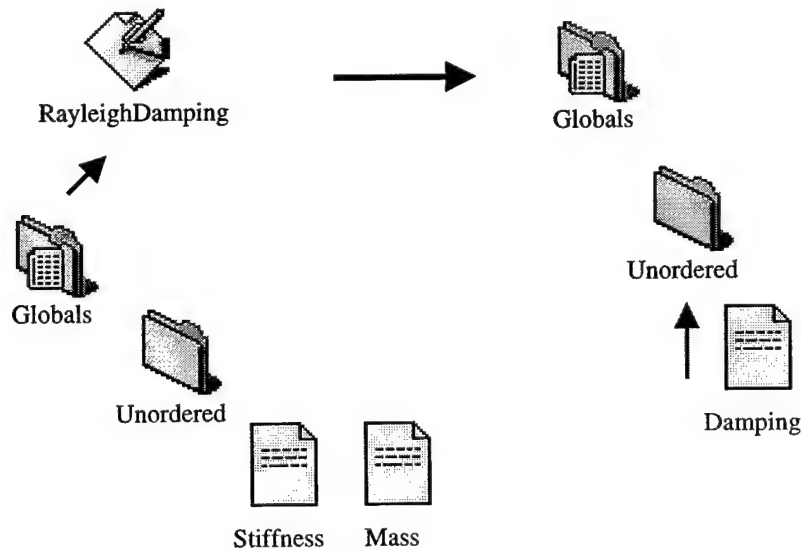 RayleighDamping
Globals
Globals
Unordered
Unordered
Damping
Stiffness
Mass